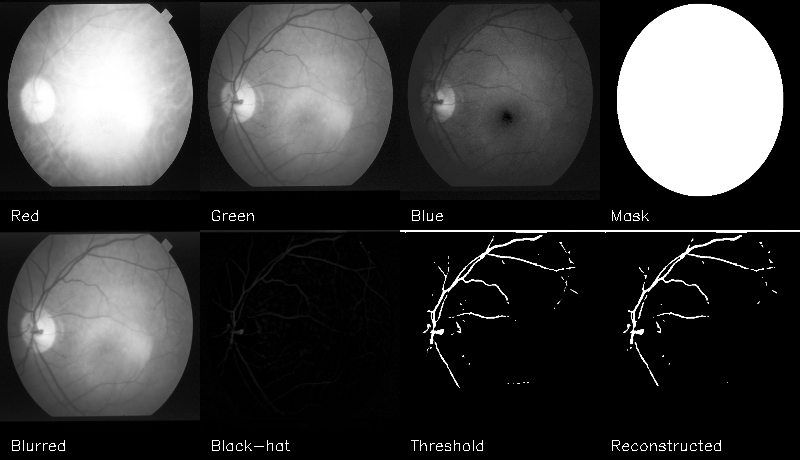 Red
Green
Blue
Mask
Blurred
Black-hat
Threshold
Reconstructed